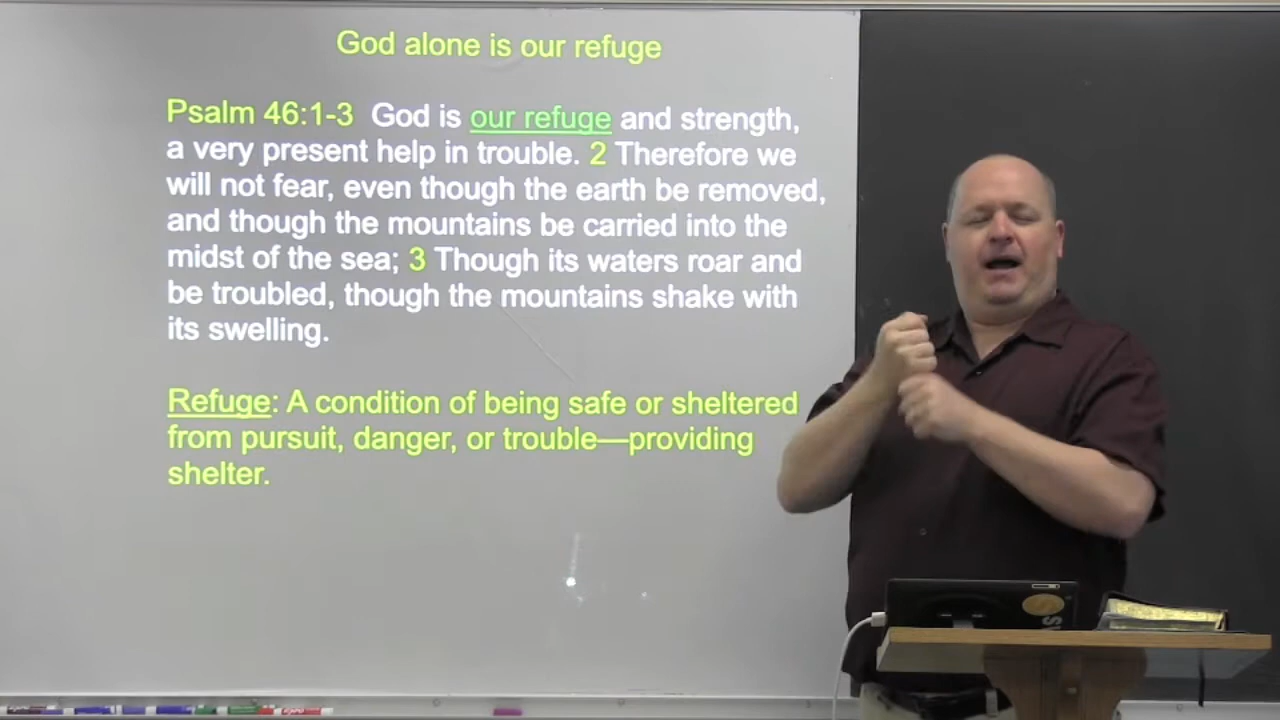 God alone is our refuge
Psalm 46:1-3 God is our refuge and strength,
a very present help in trouble. 2 Therefore we
will not fear, even though the earth be removed,
and though the mountains be carried into the
midst of the sea; 3 Though its waters roar and
be troubled, though the mountains shake with
its swelling.
Refuge: A condition of being safe or sheltered
from pursuit, danger, or trouble—providing
shelter.